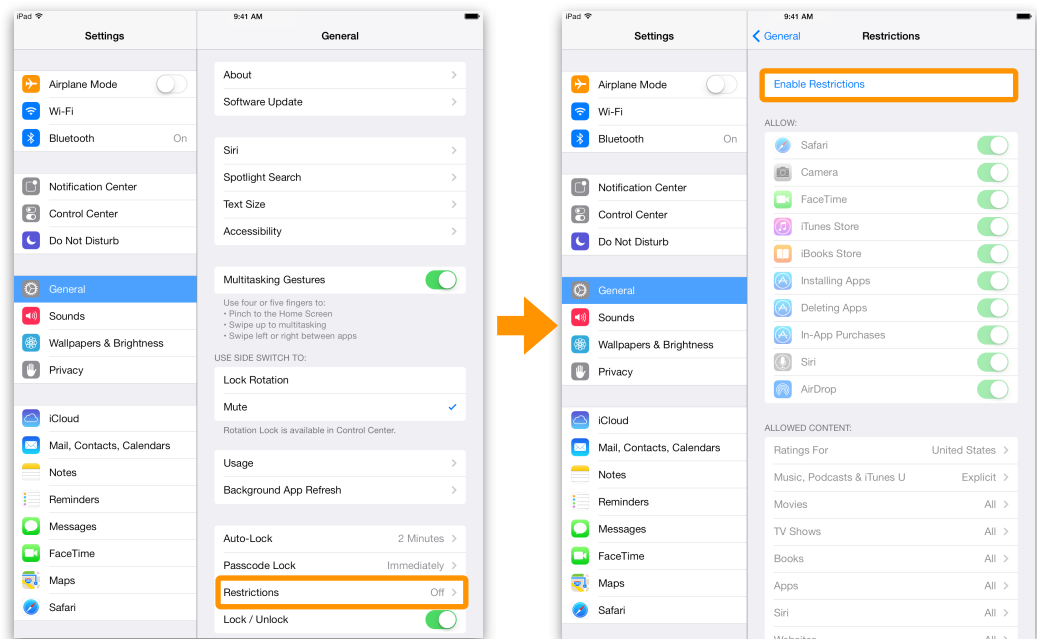 iPad
9:41 AM
Settings
General
Airplane Mode
Wi-Fi
Bluetooth On
Notification Center
Control Center
Do Not Disturb
General
Sounds
Wallpapers & Brightness
Privacy
iCloud
Mail, Contacts, Calendars
Notes
Reminders
Messages
FaceTime
Maps
Safari
About
Software Update
Siri
Spotlight Search
Text Size
Accessibility
Multitasking Gestures
Use four or five fingers to:
• Pinch to the Home Screen
• Swipe up to multitasking
• Swipe left or right between apps
USE SIDE SWITCH TO:
Lock Rotation
Mute
Rotation Lock is available in Control Center.
Usage
Background App Refresh
Auto-Lock 2 Minutes
Passcode Lock Immediately
Restrictions Off
Lock / Unlock
iPad
9:41 AM
Settings
General
Restrictions
Airplane Mode
Wi-Fi
Bluetooth On
Notification Center
Control Center
Do Not Disturb
General
Sounds
Wallpapers & Brightness
Privacy
iCloud
Mail, Contacts, Calendars
Notes
Reminders
Messages
FaceTime
Maps
Safari
Enable Restrictions
ALLOW:
Safari
Camera
FaceTime
iTunes Store
iBooks Store
Installing Apps
Deleting Apps
In-App Purchases
Siri
AirDrop
ALLOWED CONTENT:
Ratings For United States
Music, Podcasts & iTunes U Explicit
Movies All
TV Shows All
Books All
Apps All
Siri All
Websites All